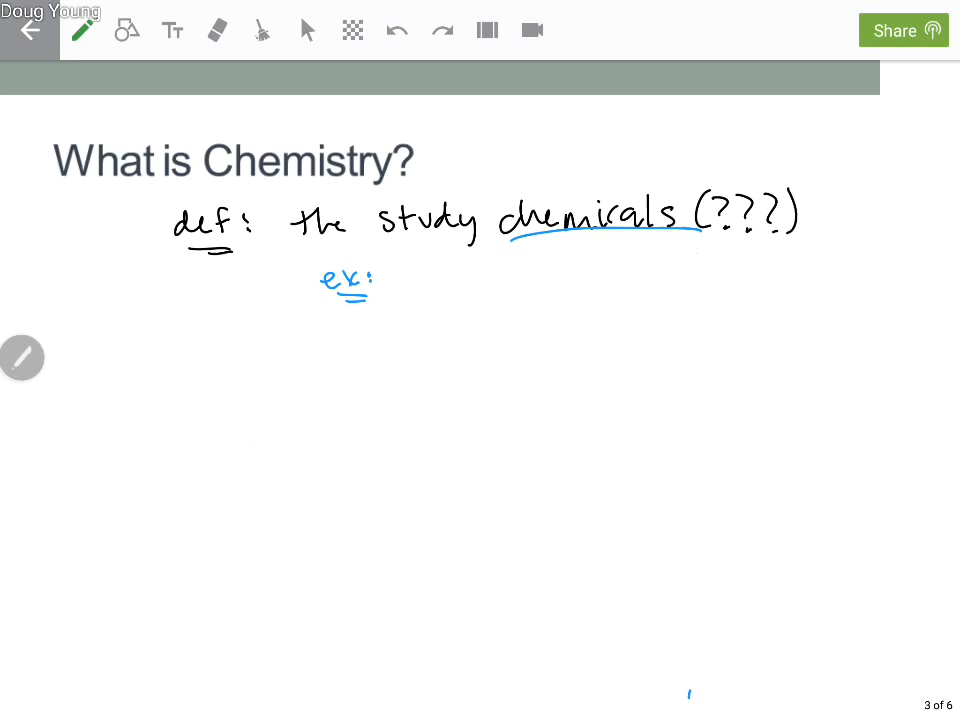 Doug Young
Share
What is Chemistry?
def: the study chemicals (???)
ex:
3 of 6